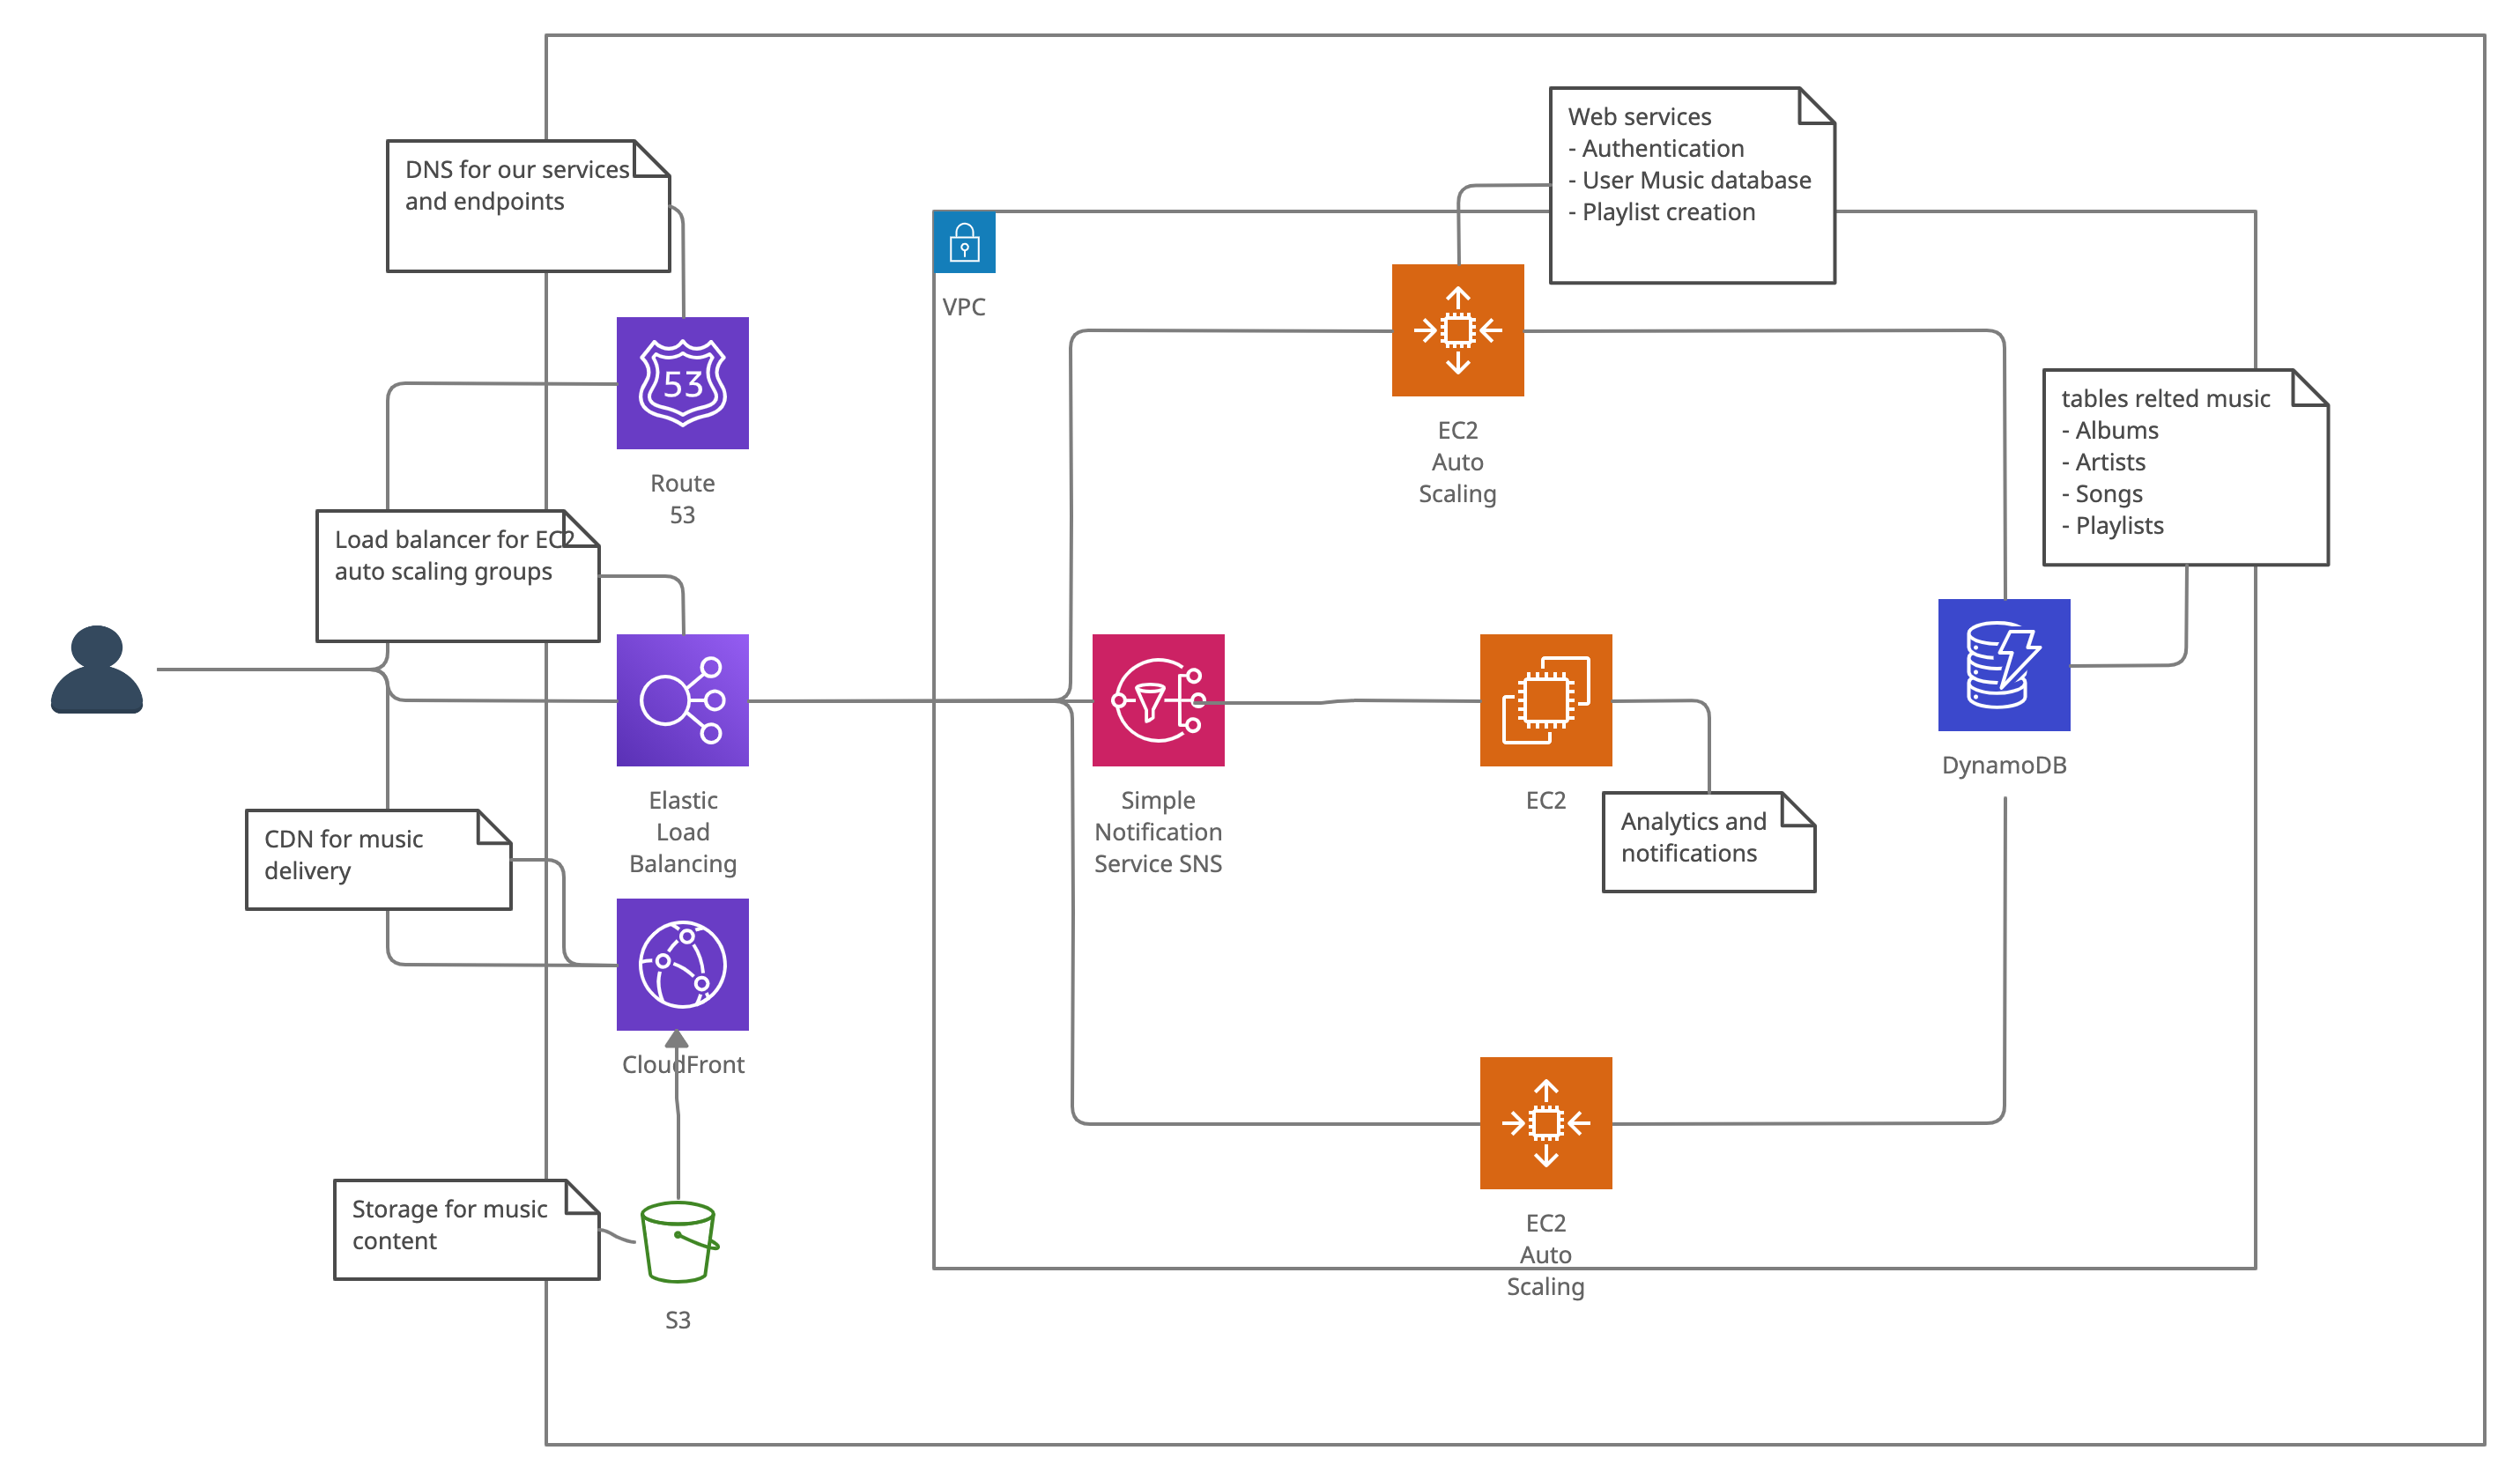 Web services
- Authentication
- User Music database
- Playlist creation
DNS for our services
and endpoints
VPC
53
Route
53
EC2
Auto
Scaling
tables relted music
- Albums
- Artists
- Songs
- Playlists
Load balancer for EC2
auto scaling groups
Elastic
Load
Balancing
Simple
Notification
Service SNS
EC2
DynamoDB
Analytics and
notifications
CDN for music
delivery
CloudFront
Storage for music
content
S3
EC2
Auto
Scaling